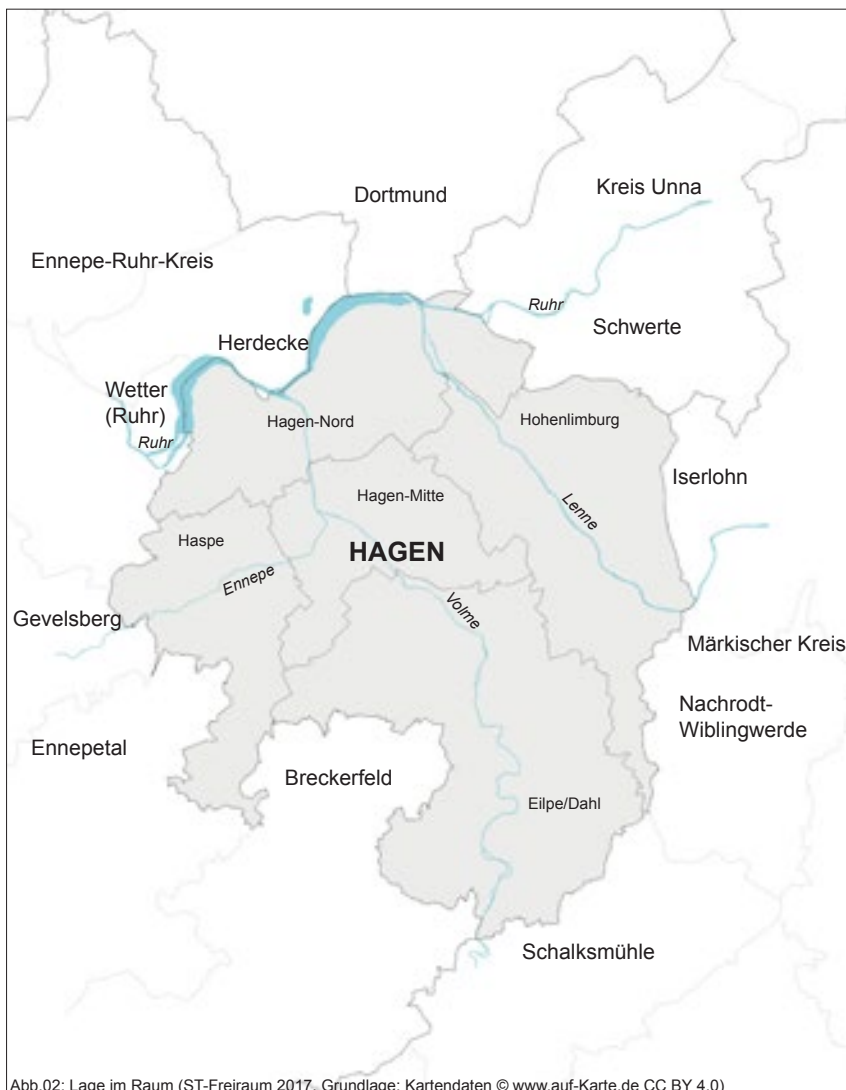 Dortmund
Kreis Unna
Ennepe-Ruhr-Kreis
Ruhr
Schwerte
Herdecke
Wetter
(Ruhr)
Ruhr
Hagen-Nord
Hohenlimburg
Iserlohn
Hagen-Mitte
Lenne
Haspe
HAGEN
Ennepe
Volme
Gevelsberg
Märkischer Kreis
Nachrodt-
Wiblingwerde
Ennepetal
Breckerfeld
Eilpe/Dahl
Schalksmühle
Abb.02: Lage im Raum (ST-Freiraum 2017, Grundlage: Kartendaten © www.auf-Karte.de CC BY 4.0)